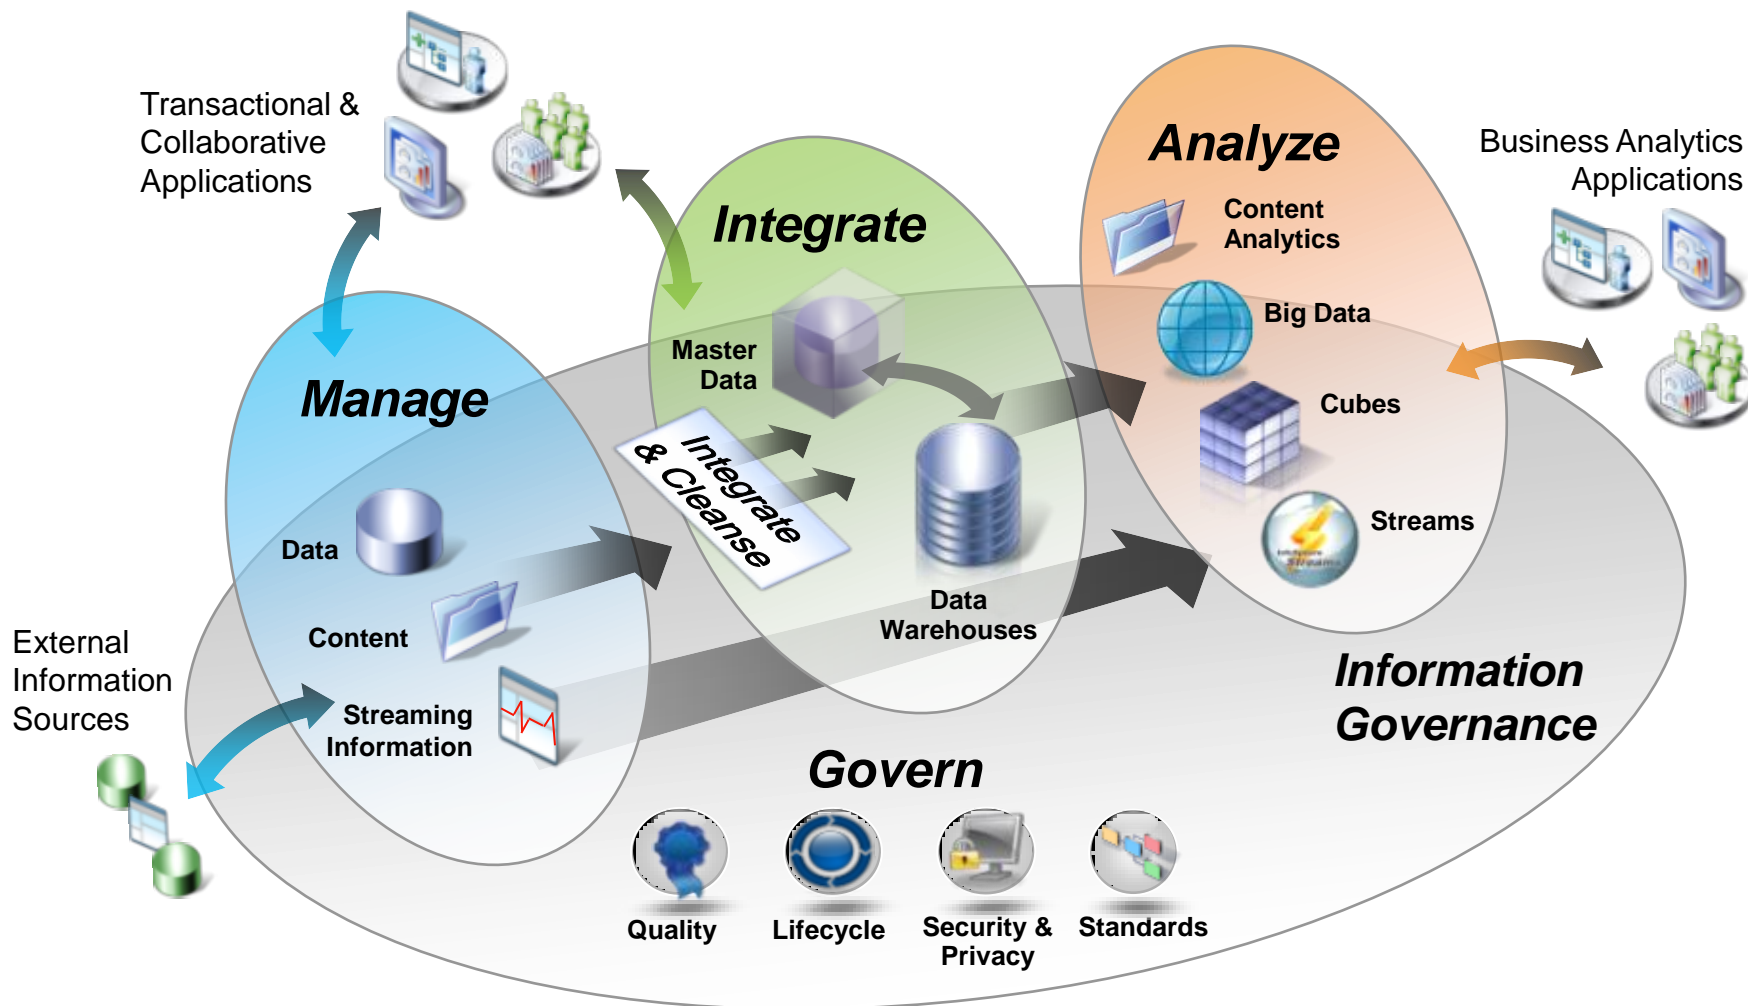 Transactional &
Collaborative
Applications
Analyze
Business Analytics
Applications
Integrate
Content
Analytics
Big Data
Master
Data
Manage
Cubes
Integrate
& Cleanse
Streams
Data
Content
Data
Warehouses
External
Information
Sources
Streaming
Information
Information
Governance
Govern
Quality
Lifecycle
Security &
Privacy
Standards